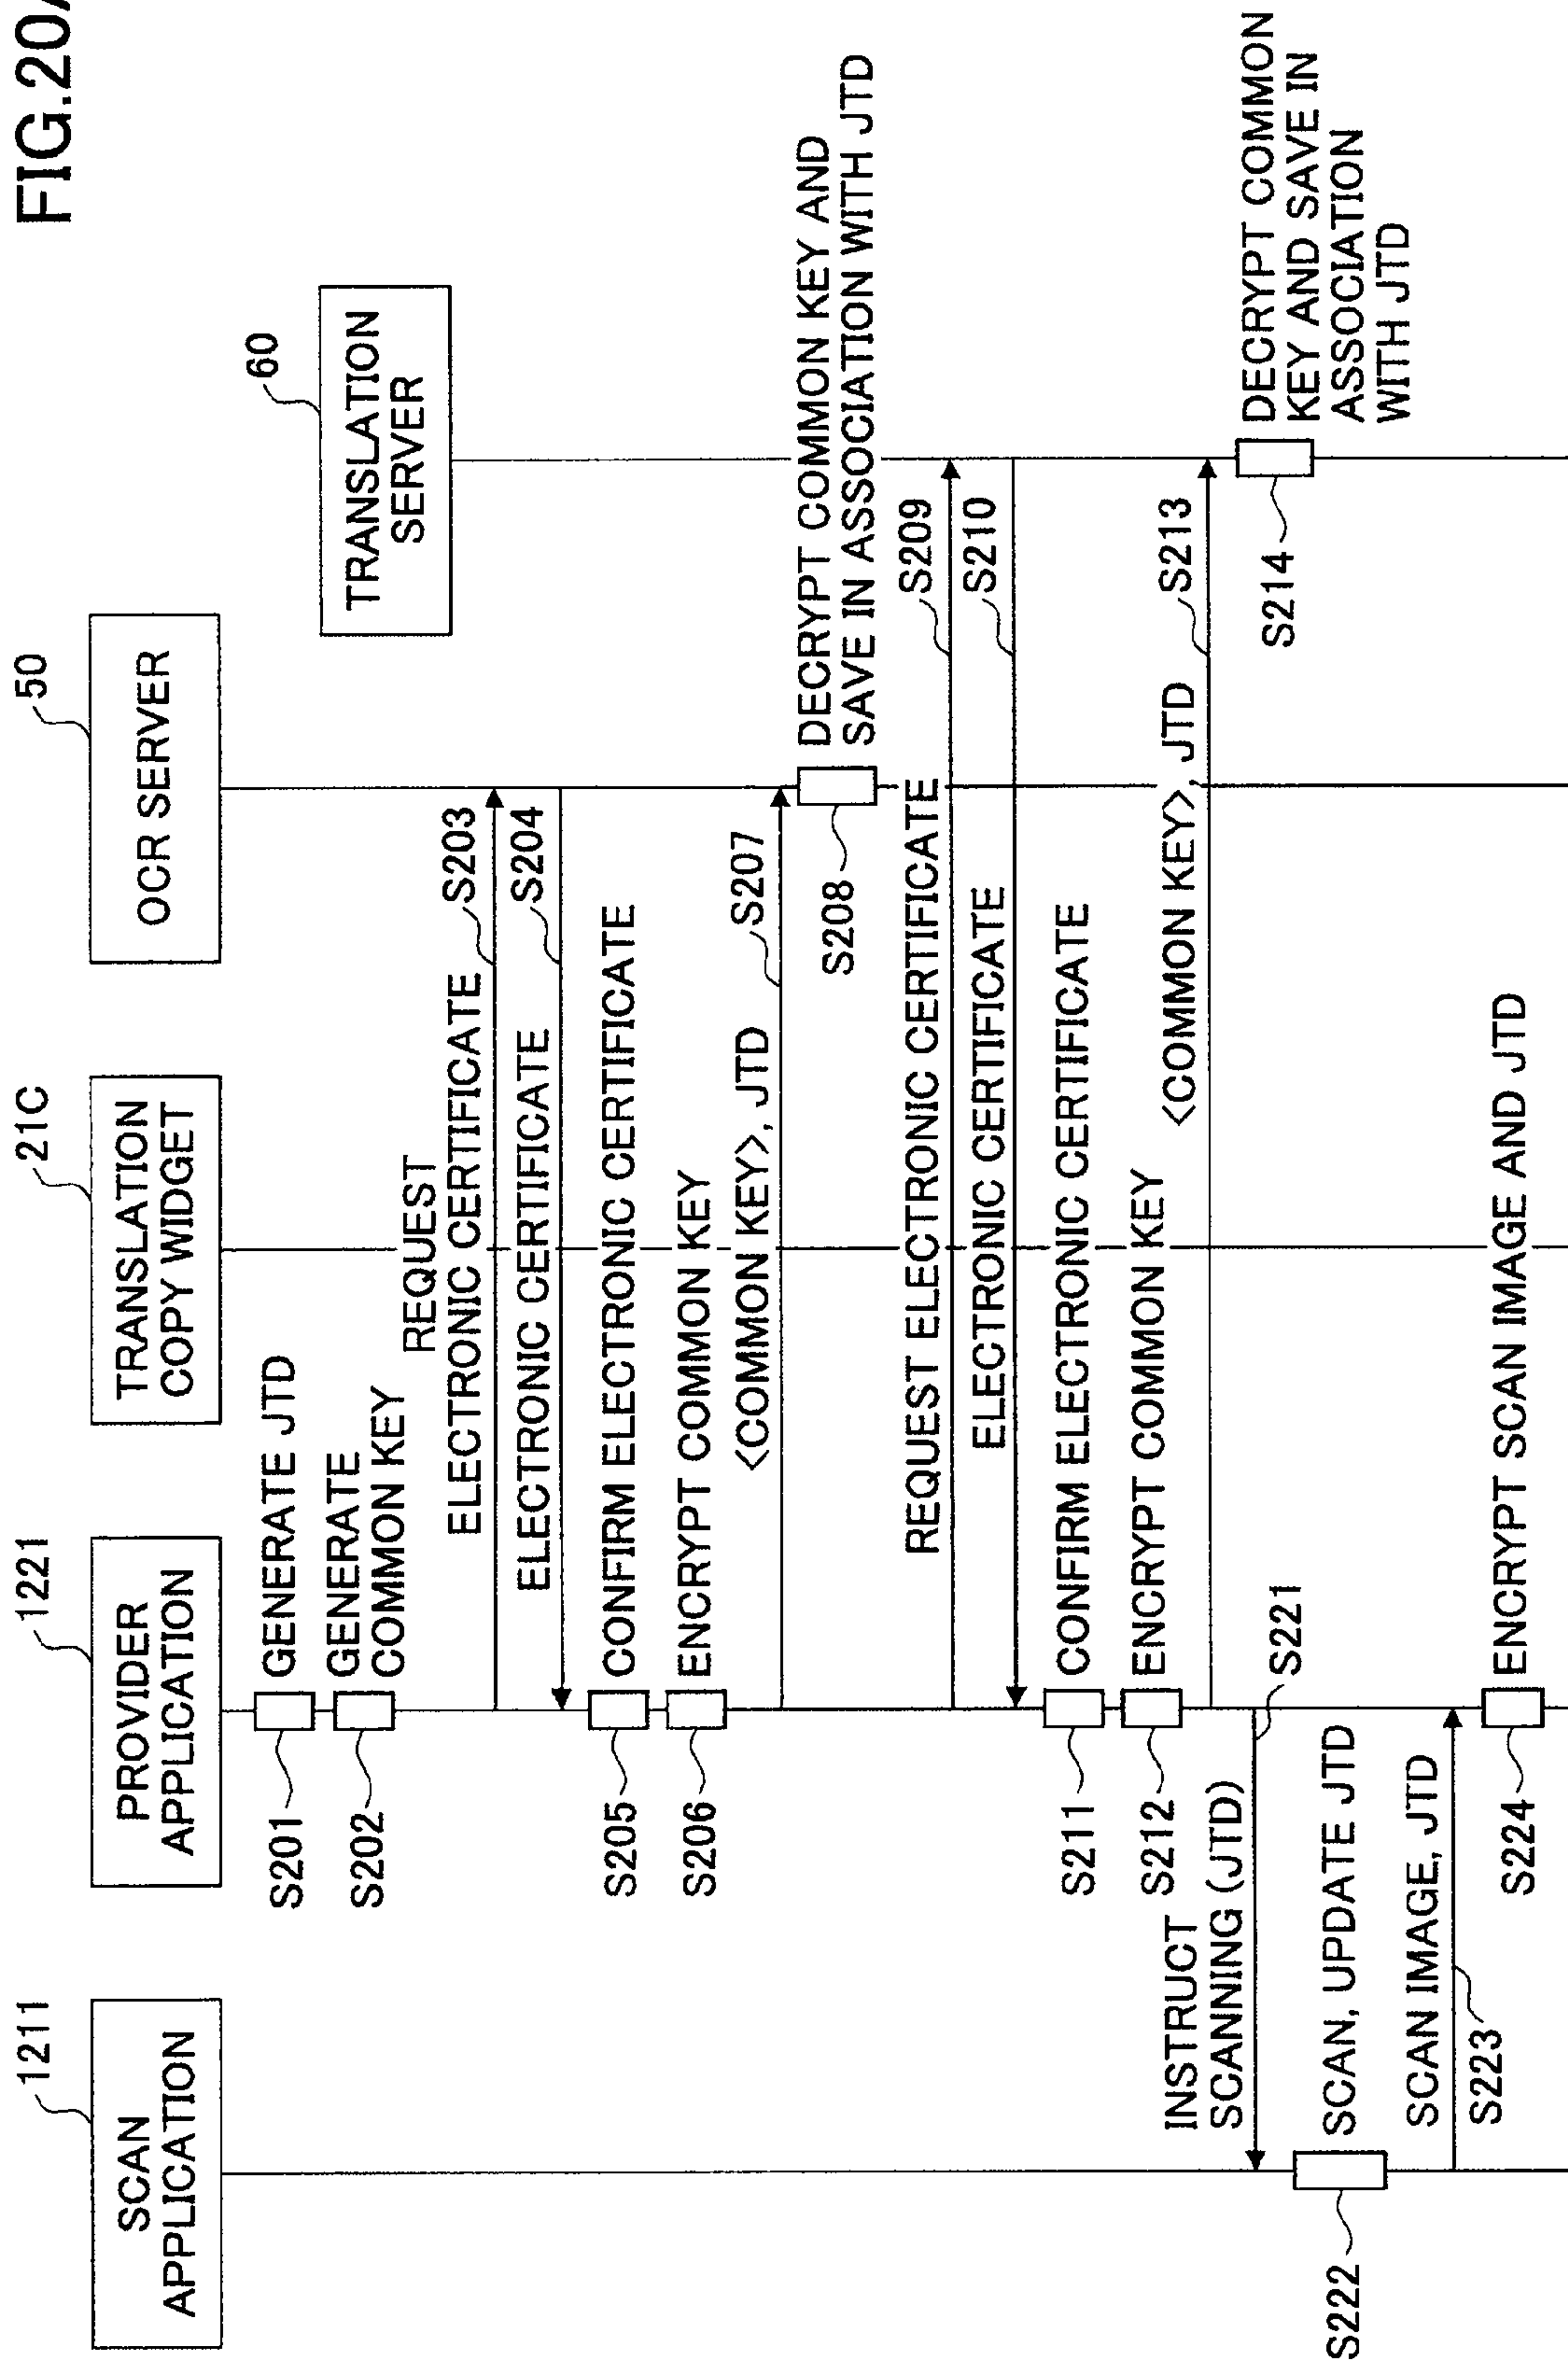 FIG.20A
1211
SCAN
APPLICATION
1221
PROVIDER
APPLICATION
21C
TRANSLATION
COPY WIDGET
50
OCR SERVER
60
TRANSLATION
SERVER
S201
GENERATE JTD
S202
GENERATE
COMMON KEY
REQUEST
ELECTRONIC CERTIFICATE
S203
ELECTRONIC CERTIFICATE
S204
S205
CONFIRM ELECTRONIC CERTIFICATE
S206
ENCRYPT COMMON KEY
<COMMON KEY>, JTD
S207
S208
DECRYPT COMMON KEY AND
SAVE IN ASSOCIATION WITH JTD
REQUEST ELECTRONIC CERTIFICATE
S209
ELECTRONIC CERTIFICATE
S210
S211
CONFIRM ELECTRONIC CERTIFICATE
S212
ENCRYPT COMMON KEY
<COMMON KEY>, JTD
S213
S214
DECRYPT COMMON
KEY AND SAVE IN
ASSOCIATION
WITH JTD
INSTRUCT
SCANNING (JTD)
S221
S222
SCAN, UPDATE JTD
SCAN IMAGE, JTD
S223
S224
ENCRYPT SCAN IMAGE AND JTD